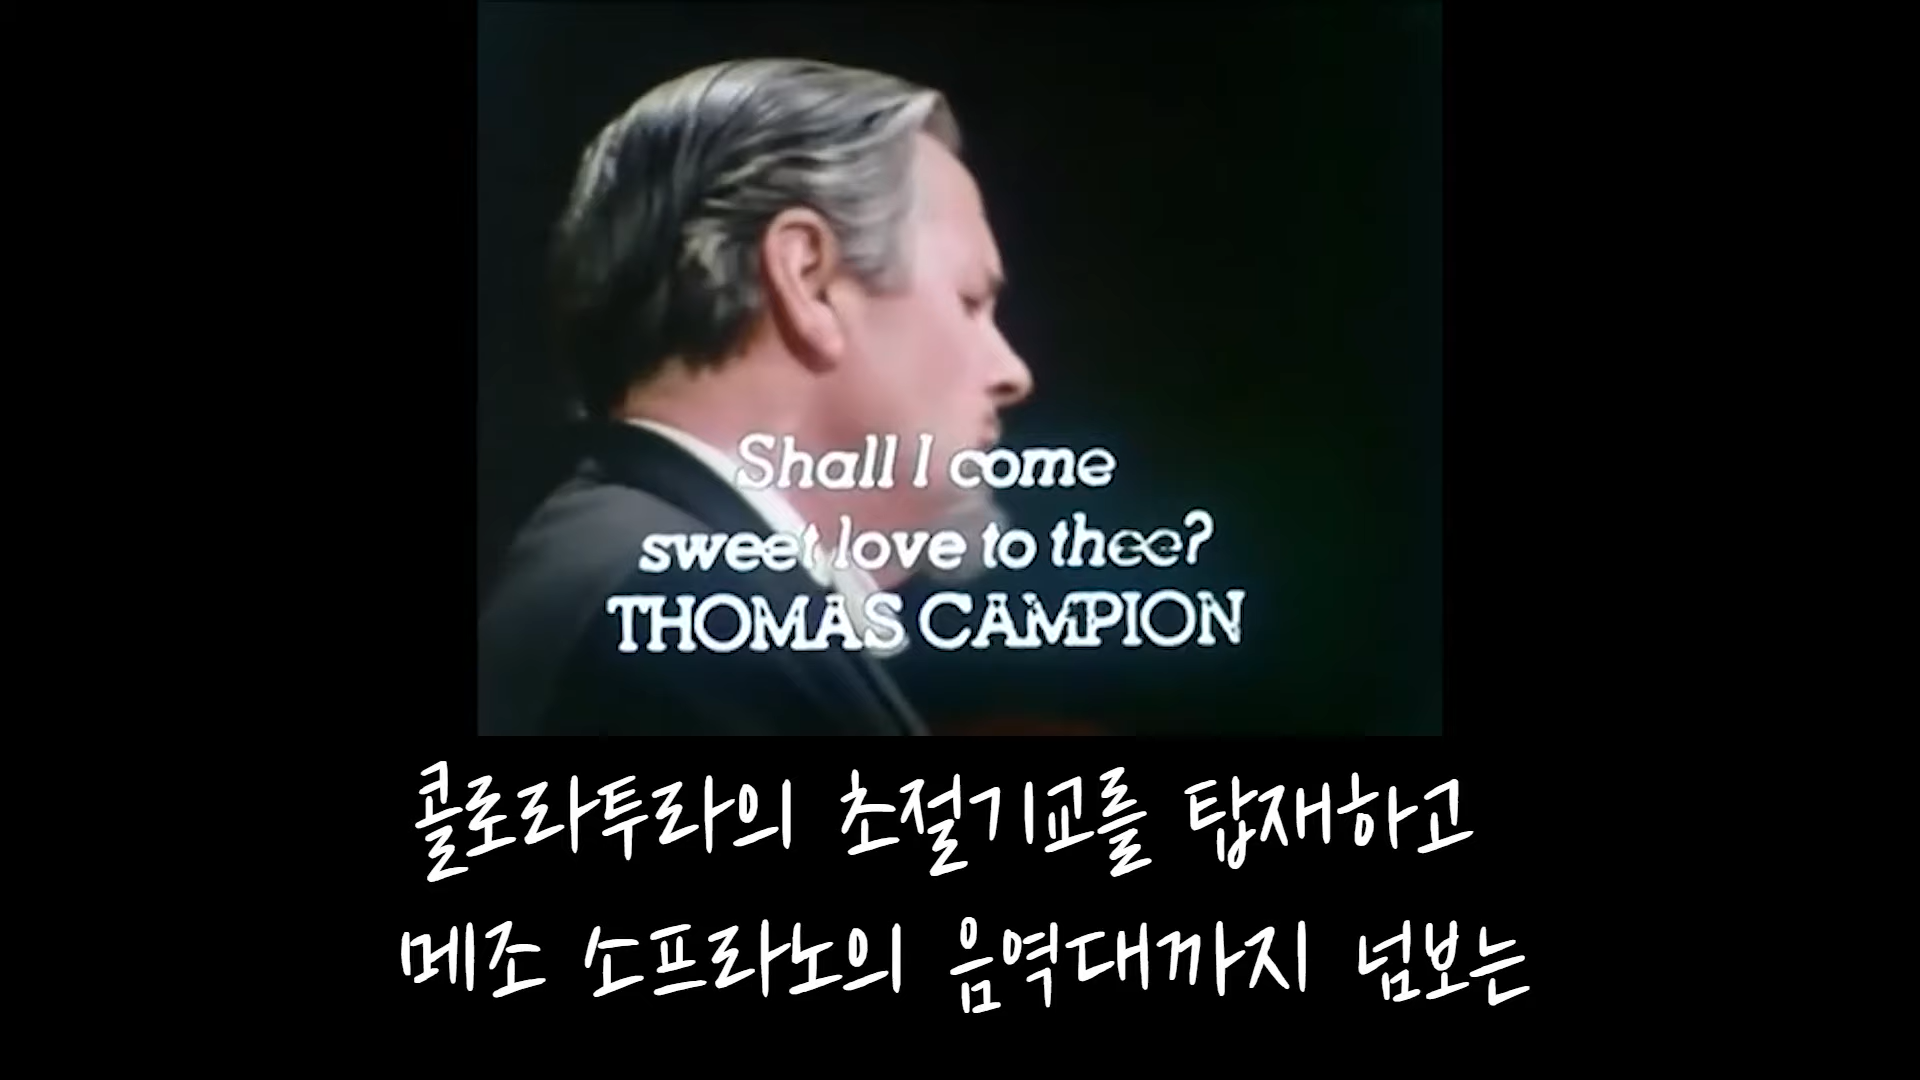 Shall I come
sweet love to thee?
THOMAS CAMPION
콜로라투라의 초절기교를 탑재하고
메조 소프라노의 음역대까지 넘보는